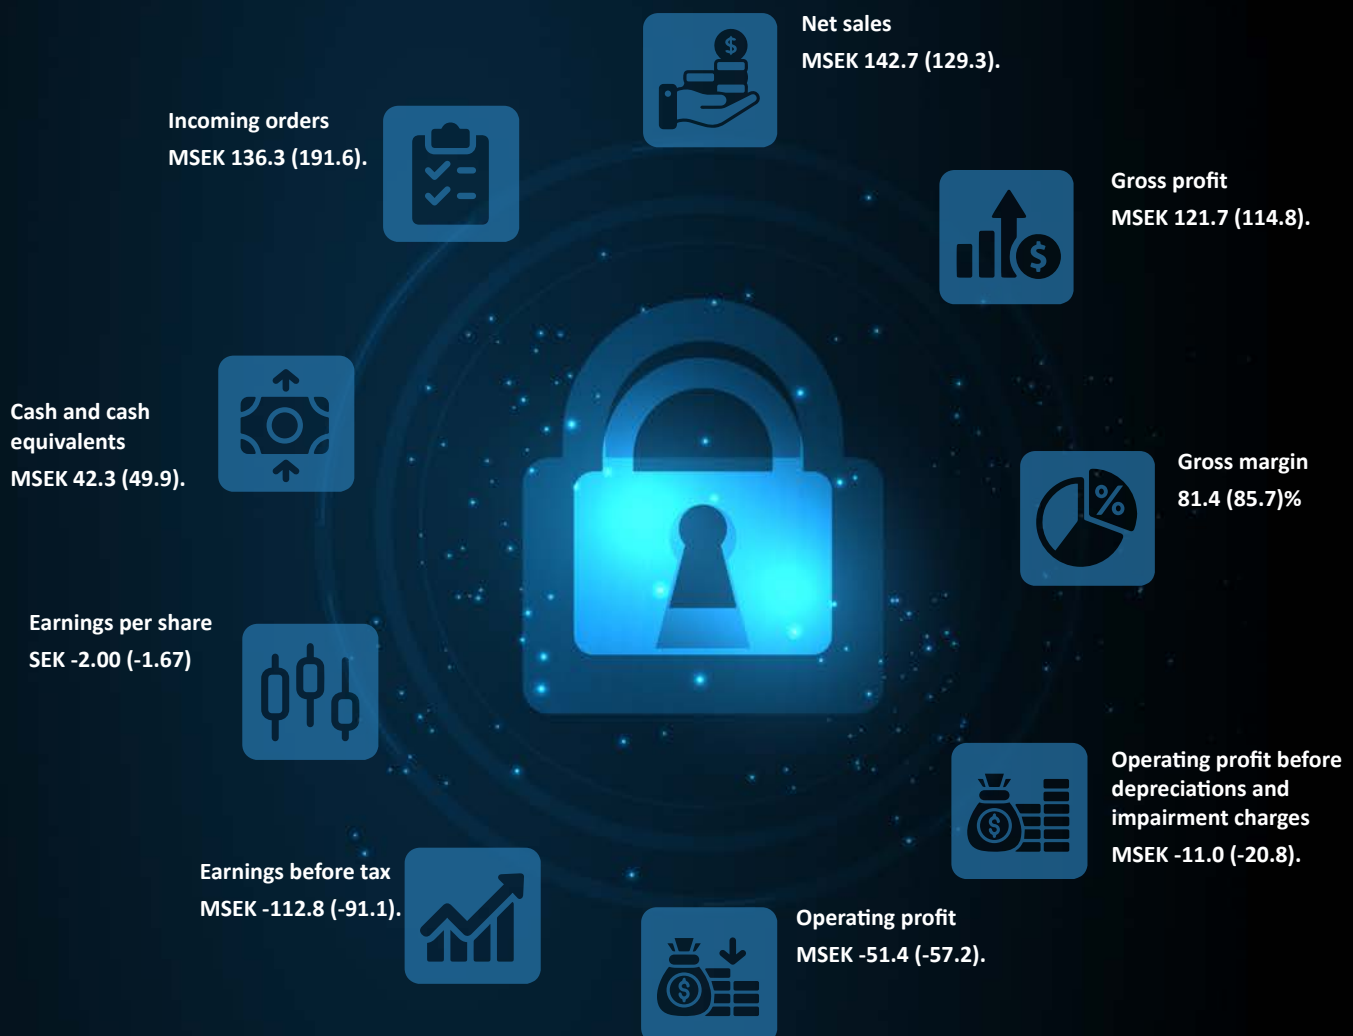 Net sales
MSEK 142.7 (129.3).
Incoming orders
MSEK 136.3 (191.6).
Gross profit
MSEK 121.7 (114.8).
Cash and cash
equivalents
MSEK 42.3 (49.9).
Gross margin
81.4 (85.7)%
Earnings per share
SEK -2.00 (-1.67)
Operating profit before
depreciations and
impairment charges
MSEK -11.0 (-20.8).
Earnings before tax
MSEK -112.8 (-91.1).
Operating profit
MSEK -51.4 (-57.2).